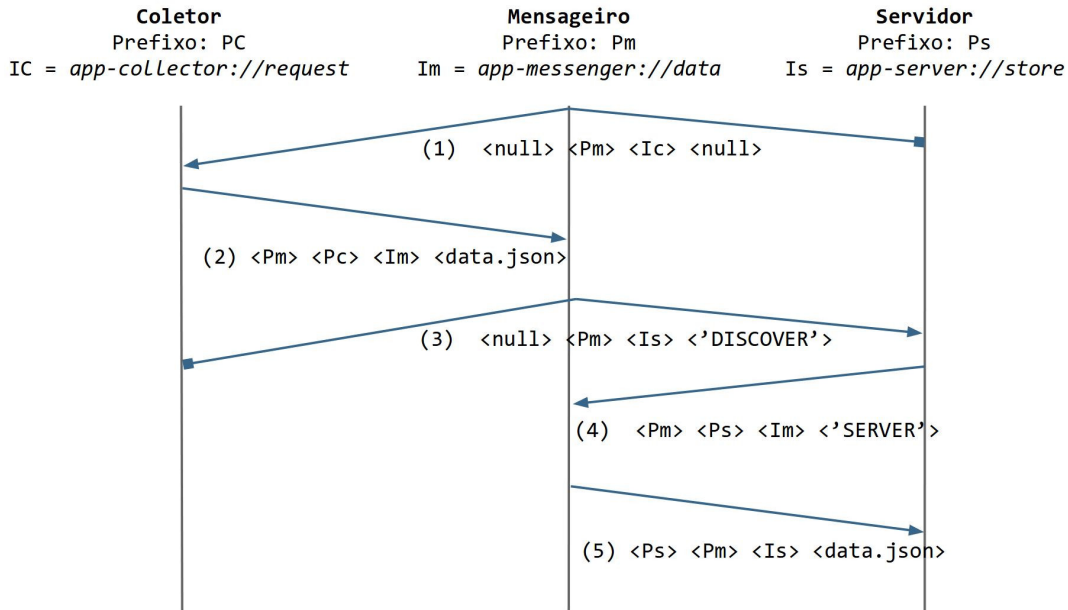 Coletor
Prefixo: PC
IC = app-collector://request
Mensageiro
Prefixo: Pm
Im = app-messenger://data
Servidor
Prefixo: Ps
Is = app-server://store
(1) <null> <Pm> <Ic> <null>
(2) <Pm> <Pc> <Im> <data.json>
(3) <null> <Pm> <Is> <’DISCOVER’>
(4) <Pm> <Ps> <Im> <’SERVER’>
(5) <Ps> <Pm> <Is> <data.json>